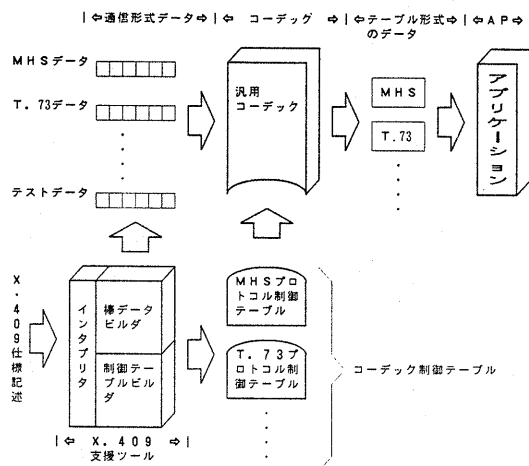 |⇔通信形式データ⇒|⇔ コーデック ⇒|⇔テーブル形式⇒|⇔AP⇒|
のデータ
MHSデータ
T.73データ
テストデータ
汎用
コーデック
MHS
T.73
アプリケーション
X.409仕様記述
インタプリタ
棒データ
ビルダ
制御テー
ブルビル
ダ
MHSプロ
トコル制御
テーブル
T.73プ
ロトコル制
御テーブル
コーデック制御テーブル
|⇔ X.409 ⇒|
支援ツール